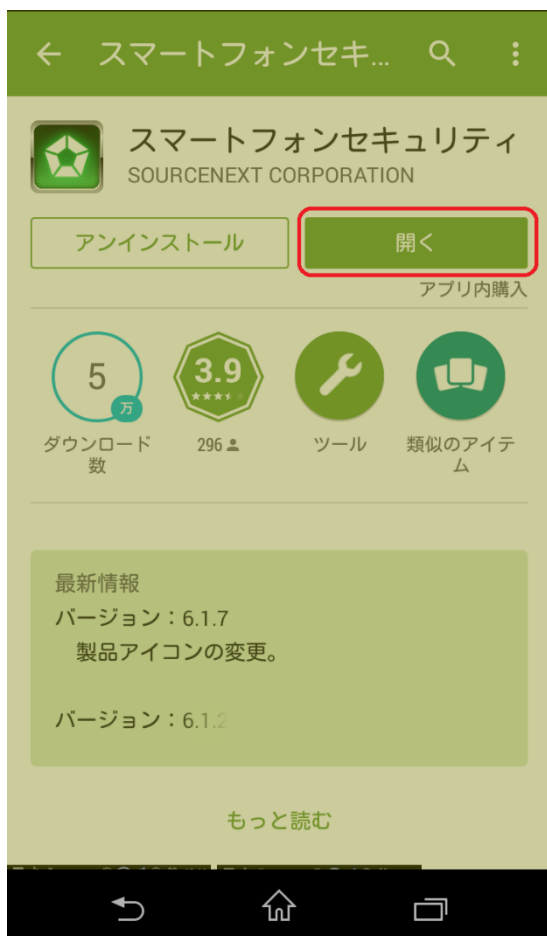 スマートフォンセキ...
スマートフォンセキュリティ
SOURCENEXT CORPORATION
アンインストール
開く
アプリ内購入
5
万
3.9
ダウンロード
数
296
ツール
類似のアイテ
ム
最新情報
バージョン：6.1.7
製品アイコンの変更。
バージョン：6.1.2
もっと読む